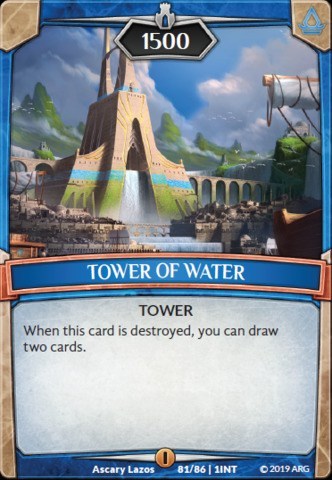 1500
TOWER OF WATER
TOWER
When this card is destroyed, you can draw
two cards.
I
Ascary Lazos 81/86 | 1INT © 2019 ARG